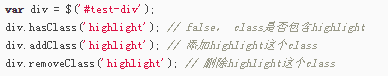 var div = $('#test-div');
div.hasClass('highlight'); // false， class是否包含highlight
div.addClass('highlight'); // 添加highlight这个class
div.removeClass('highlight'); // 删除highlight这个class